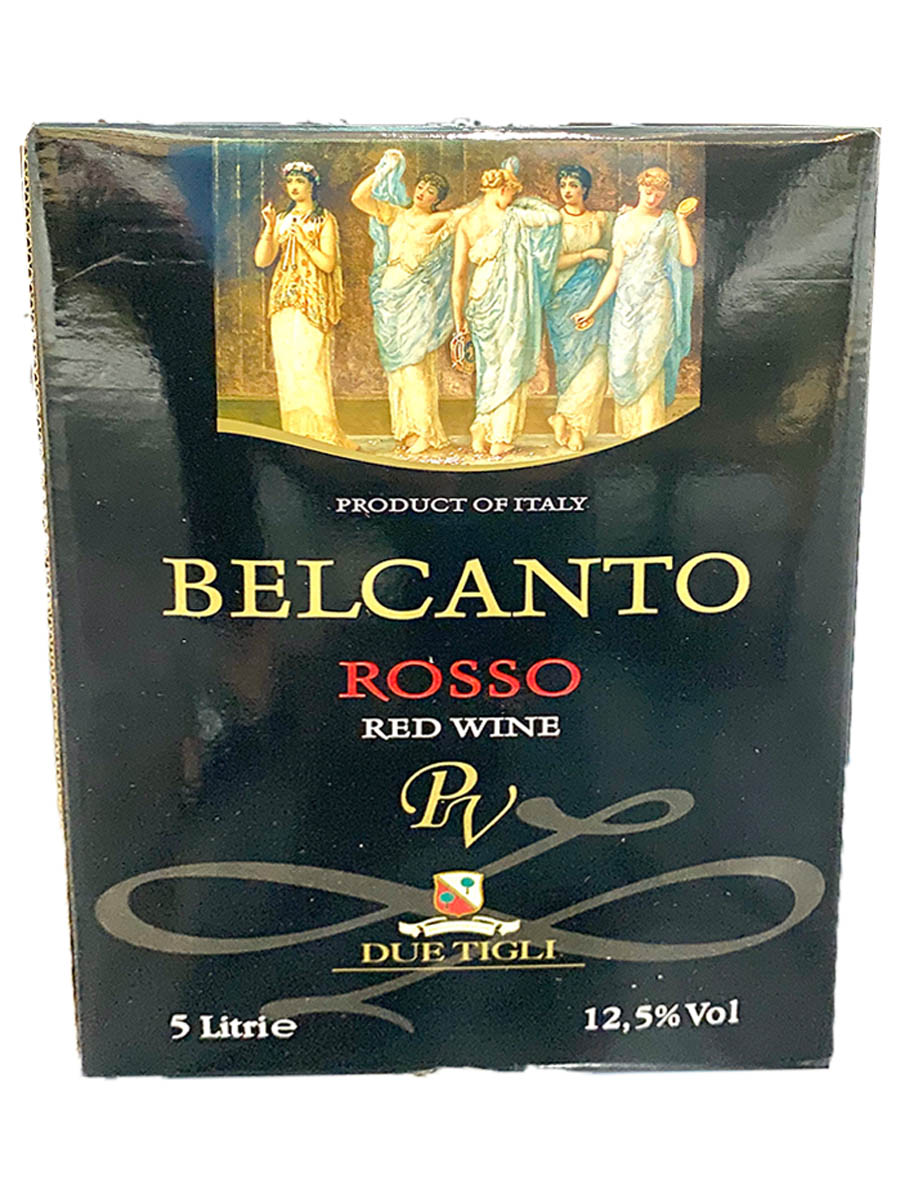 PRODUCT OF ITALY
BELCANTO
ROSSO
RED WINE
PV
DUE TIGLI
5 Litri e
12,5% Vol